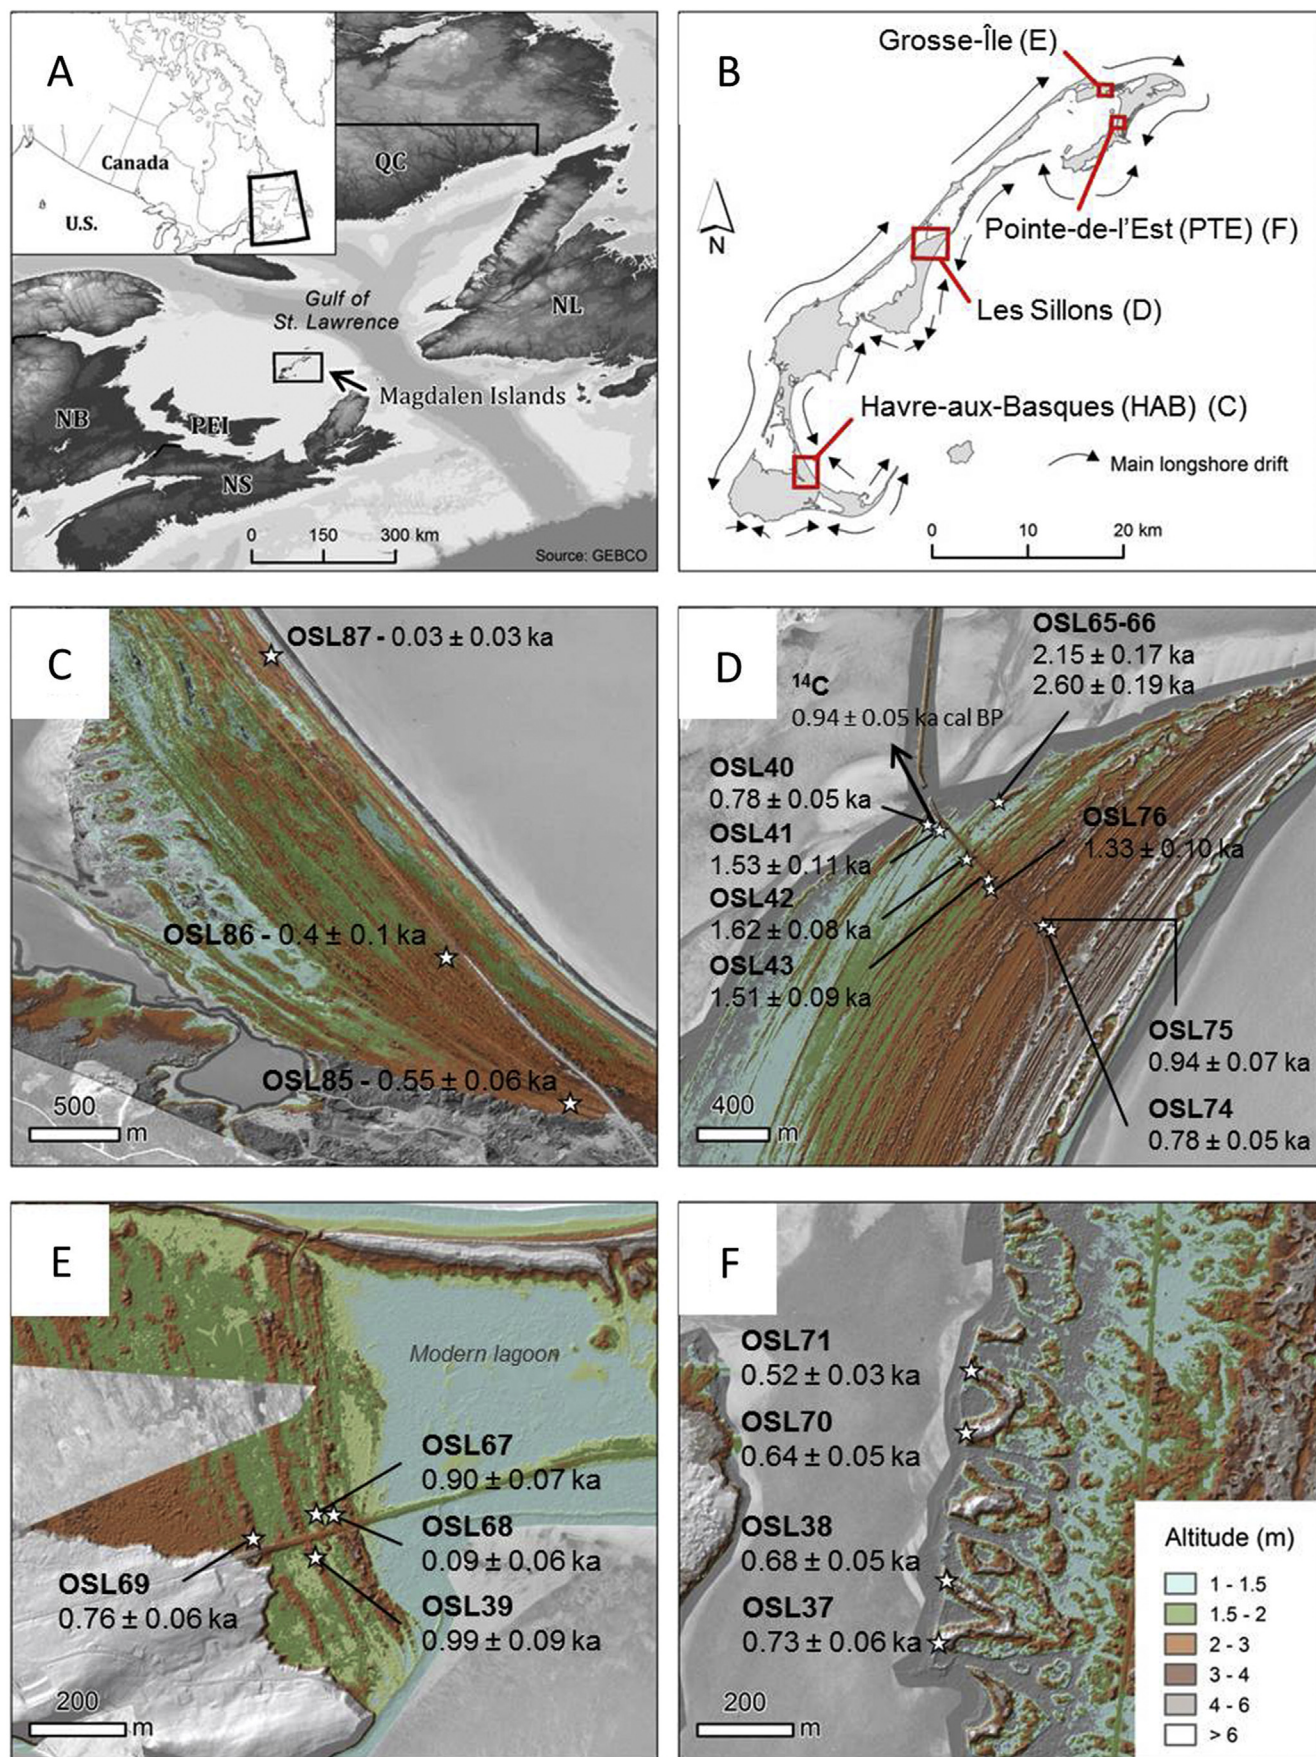 A
Canada
U.S.
QC
Gulf of
St. Lawrence
NL
Magdalen Islands
NB
PEI
NS
0 150 300 km
Source: GEBCO
B
Grosse-Île (E)
N
Pointe-de-l'Est (PTE) (F)
Les Sillons (D)
Havre-aux-Basques (HAB) (C)
Main longshore drift
0 10 20 km
C
OSL87 - 0.03 ± 0.03 ka
OSL86 - 0.4 ± 0.1 ka
OSL85 - 0.55 ± 0.06 ka
500
m
D
OSL65-66
2.15 ± 0.17 ka
2.60 ± 0.19 ka
¹⁴C
0.94 ± 0.05 ka cal BP
OSL40
0.78 ± 0.05 ka
OSL41
1.53 ± 0.11 ka
OSL42
1.62 ± 0.08 ka
OSL43
1.51 ± 0.09 ka
OSL76
1.33 ± 0.10 ka
OSL75
0.94 ± 0.07 ka
OSL74
0.78 ± 0.05 ka
400
m
E
Modern lagoon
OSL67
0.90 ± 0.07 ka
OSL68
0.09 ± 0.06 ka
OSL69
0.76 ± 0.06 ka
OSL39
0.99 ± 0.09 ka
200
m
F
OSL71
0.52 ± 0.03 ka
OSL70
0.64 ± 0.05 ka
OSL38
0.68 ± 0.05 ka
OSL37
0.73 ± 0.06 ka
200
m
Altitude (m)
1 - 1.5
1.5 - 2
2 - 3
3 - 4
4 - 6
> 6